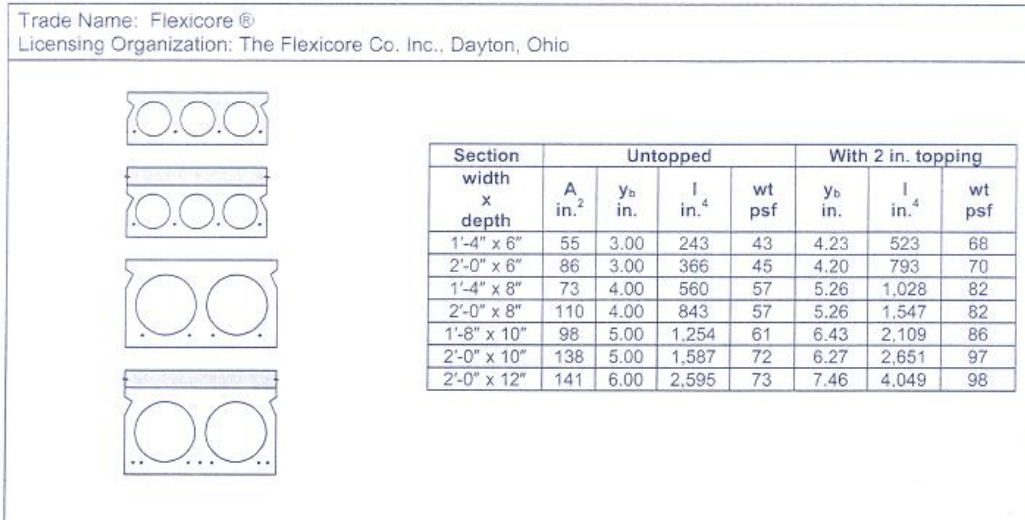 Trade Name: Flexicore ®
Licensing Organization: The Flexicore Co. Inc., Dayton, Ohio
Section Untopped With 2 in. topping
width x depth A in.² yb in. I in.⁴ wt psf yb in. I in.⁴ wt psf
1'-4" x 6" 55 3.00 243 43 4.23 523 68
2'-0" x 6" 86 3.00 366 45 4.20 793 70
1'-4" x 8" 73 4.00 560 57 5.26 1,028 82
2'-0" x 8" 110 4.00 843 57 5.26 1,547 82
1'-8" x 10" 98 5.00 1,254 61 6.43 2,109 86
2'-0" x 10" 138 5.00 1,587 72 6.27 2,651 97
2'-0" x 12" 141 6.00 2,595 73 7.46 4,049 98